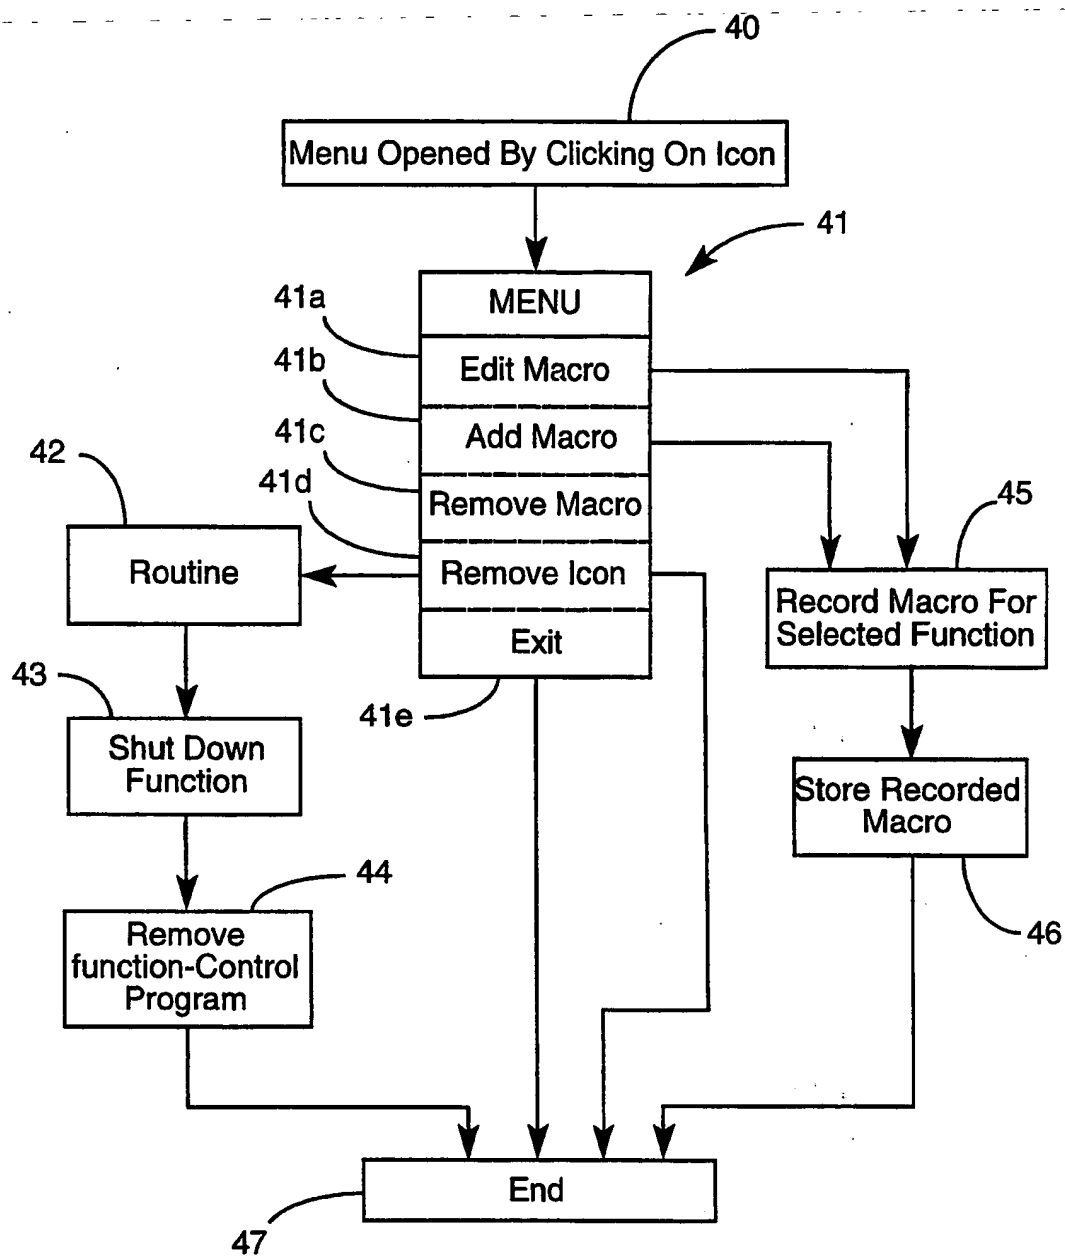 40
Menu Opened By Clicking On Icon
41
MENU
41a
Edit Macro
41b
Add Macro
41c
Remove Macro
41d
Remove Icon
Exit
41e
42
Routine
43
Shut Down
Function
44
Remove
function-Control
Program
45
Record Macro For
Selected Function
Store Recorded
Macro
46
End
47